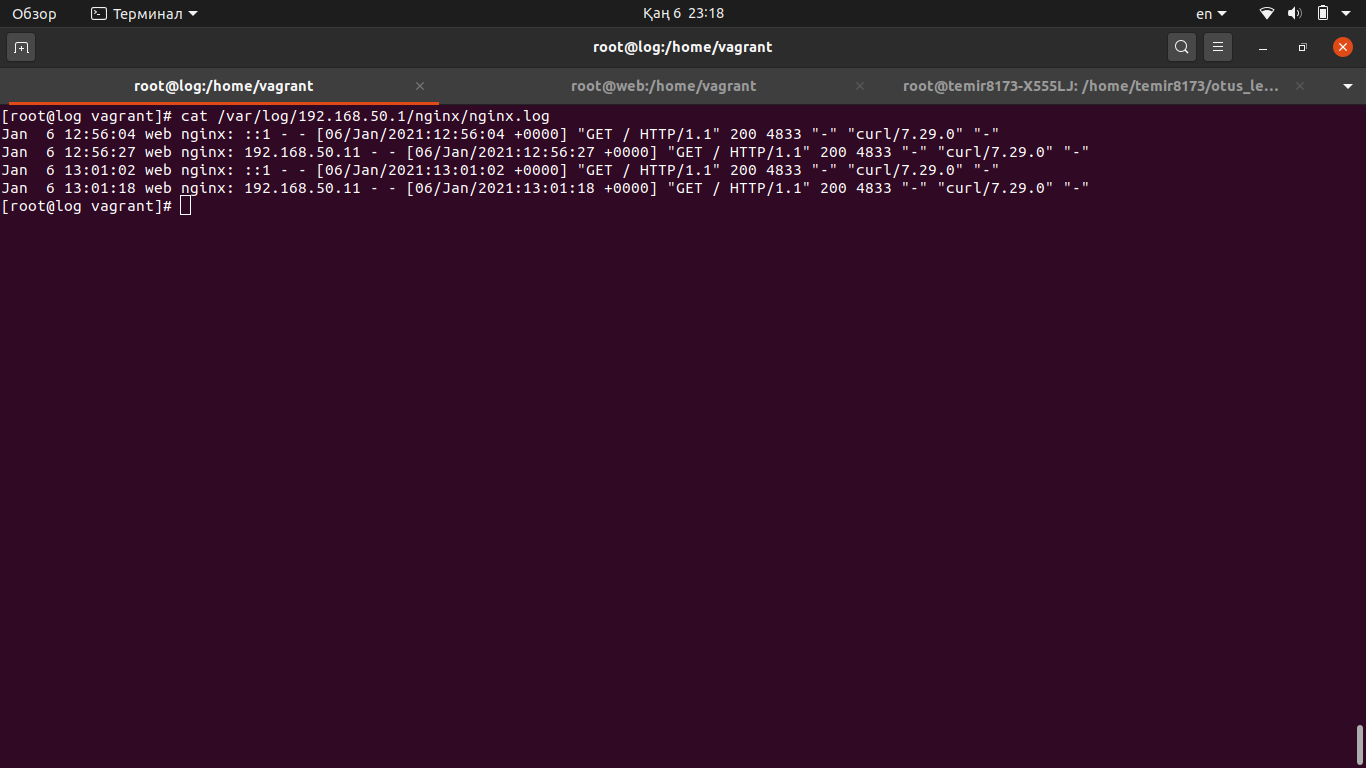 Обзор Терминал Қаң 6 23:18 en
root@log:/home/vagrant
root@log:/home/vagrant root@web:/home/vagrant root@temir8173-X555LJ: /home/temir8173/otus_le...
[root@log vagrant]# cat /var/log/192.168.50.1/nginx/nginx.log
Jan  6 12:56:04 web nginx: ::1 - - [06/Jan/2021:12:56:04 +0000] "GET / HTTP/1.1" 200 4833 "-" "curl/7.29.0" "-"
Jan  6 12:56:27 web nginx: 192.168.50.11 - - [06/Jan/2021:12:56:27 +0000] "GET / HTTP/1.1" 200 4833 "-" "curl/7.29.0" "-"
Jan  6 13:01:02 web nginx: ::1 - - [06/Jan/2021:13:01:02 +0000] "GET / HTTP/1.1" 200 4833 "-" "curl/7.29.0" "-"
Jan  6 13:01:18 web nginx: 192.168.50.11 - - [06/Jan/2021:13:01:18 +0000] "GET / HTTP/1.1" 200 4833 "-" "curl/7.29.0" "-"
[root@log vagrant]#